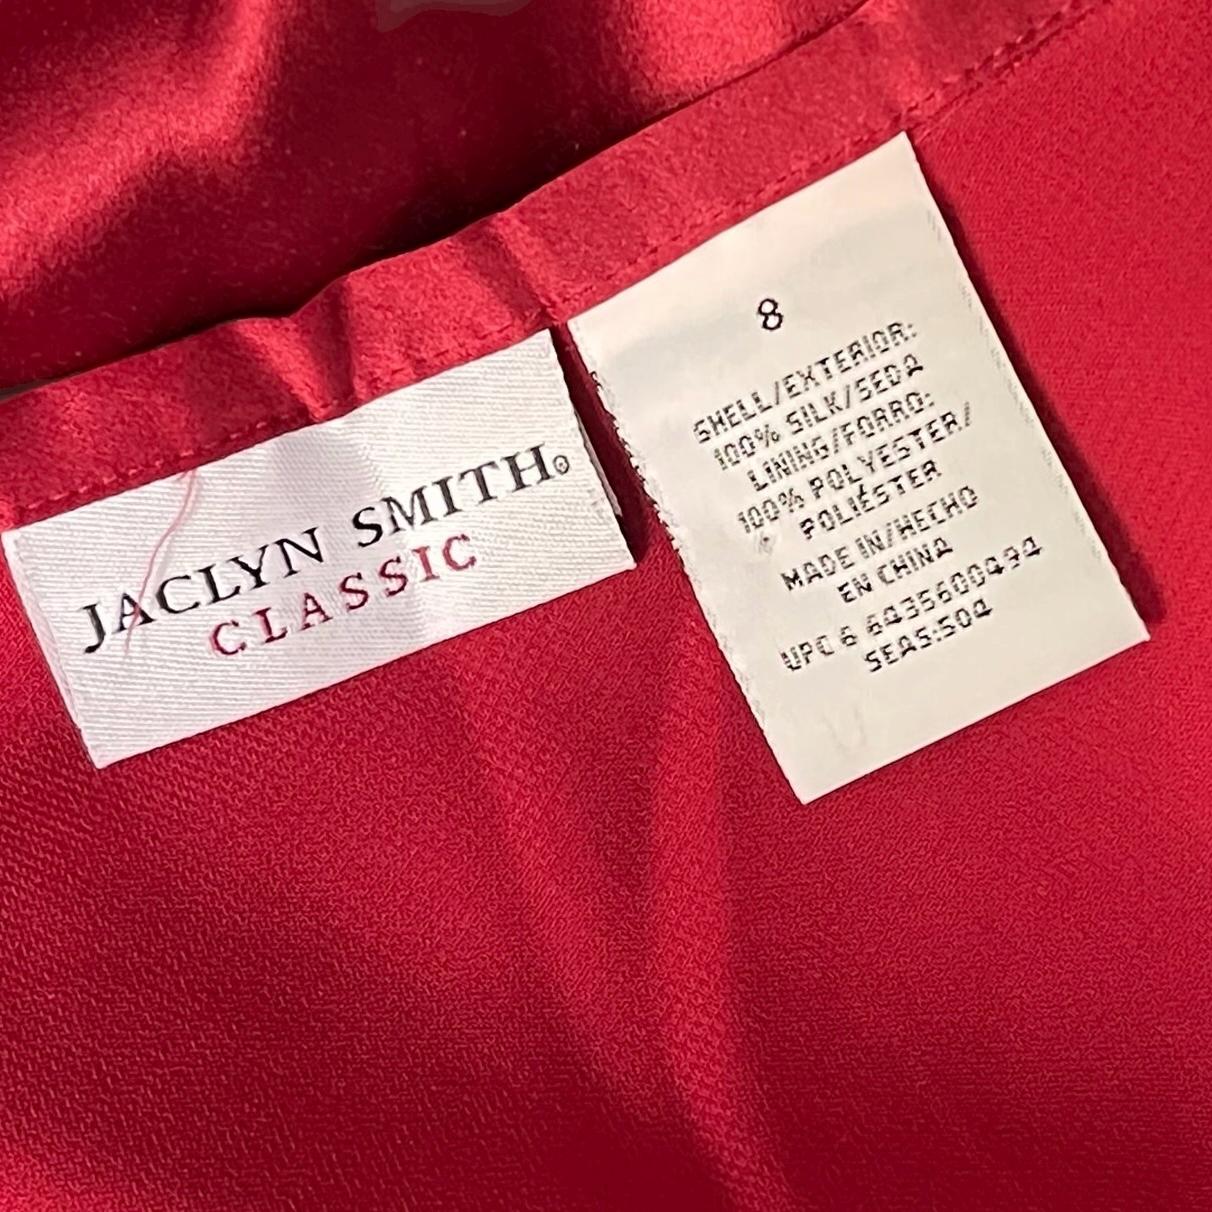 JACLYN SMITH®
CLASSIC
8
SHELL/EXTERIOR:
100% SILK/SEDA
LINING/FORRO:
100% POLYESTER/
POLIÉSTER
MADE IN/HECHO
EN CHINA
UPC 6 6435600494
SEAS:504